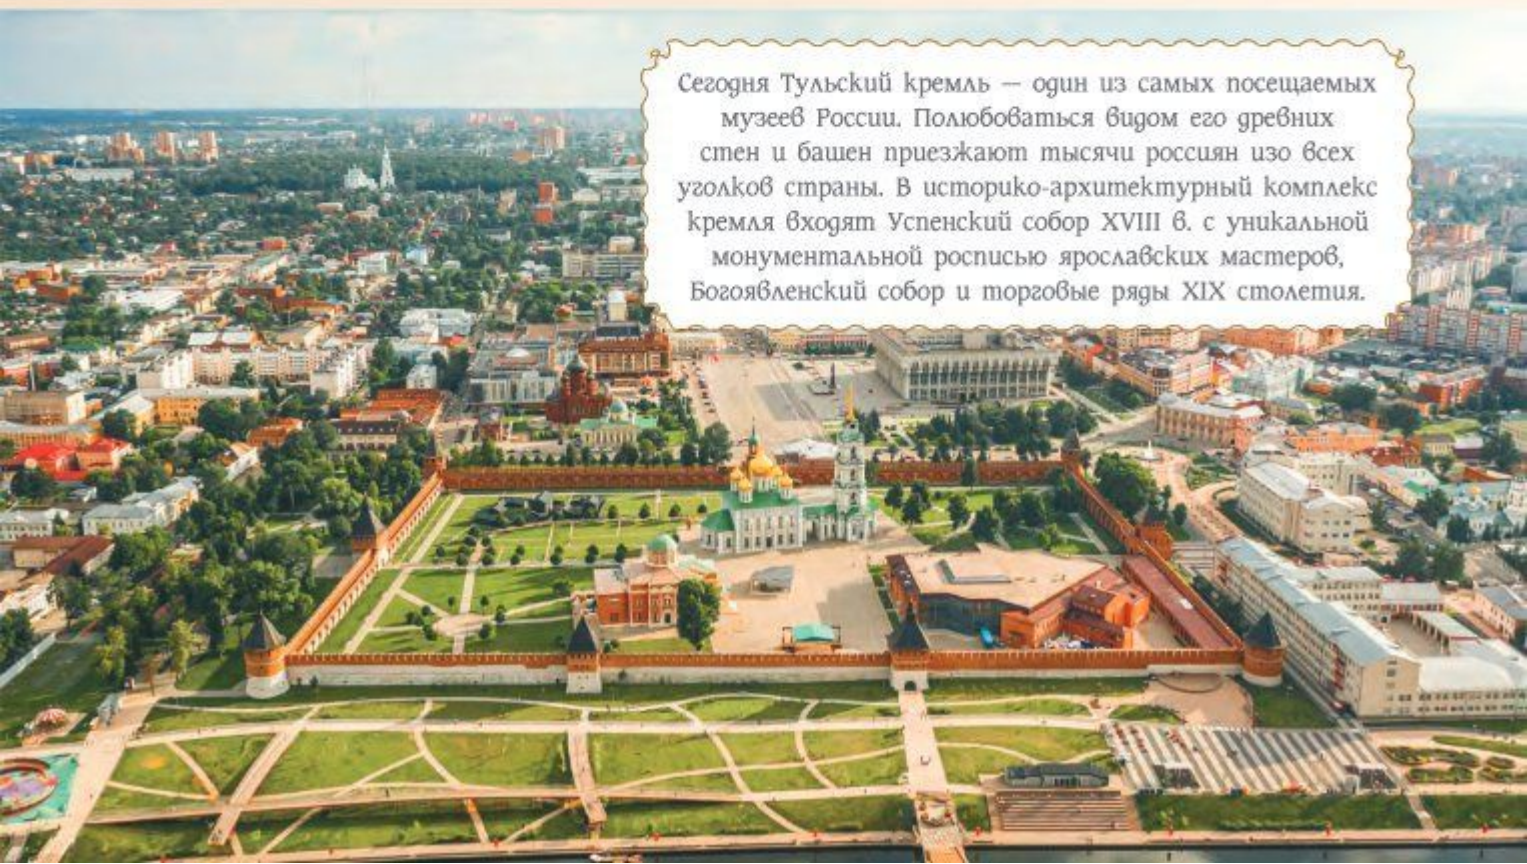 Сегодня Тульский кремль — один из самых посещаемых
музеев России. Полюбоваться видом его древних
стен и башен приезжают тысячи россиян изо всех
уголков страны. В историко-архитектурный комплекс
кремля входят Успенский собор XVIII в. с уникальной
монументальной росписью ярославских мастеров,
Богоявленский собор и торговые ряды XIX столетия.